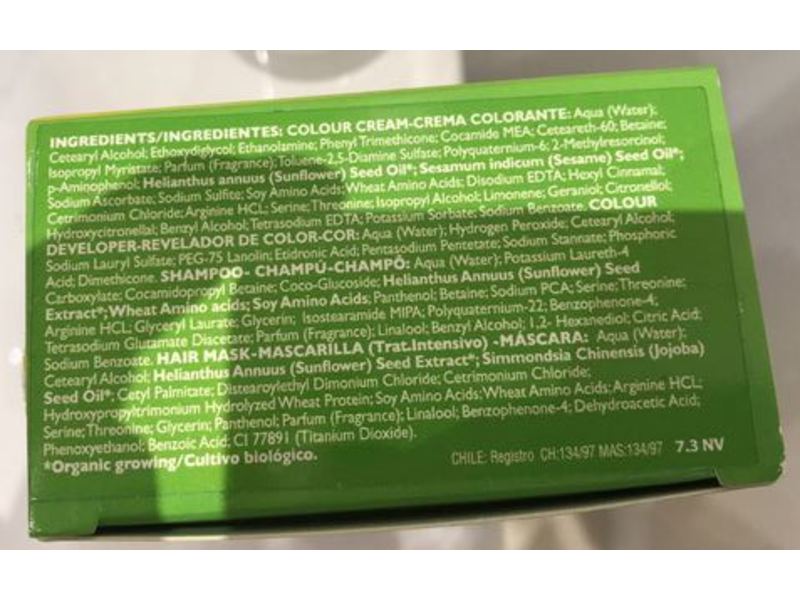 INGREDIENTS/INGREDIENTES: COLOUR CREAM-CREMA COLORANTE: Aqua (Water);
Cetearyl Alcohol; Ethoxydiglycol; Ethanolamine; Phenyl Trimethicone; Cocamide MEA; Ceteareth-60; Betaine;
Isopropyl Myristate; Parfum (Fragrance); Toluene-2,5-Diamine Sulfate; Polyquaternium-6; 2-Methylresorcinol;
p-Aminophenol; Helianthus annuus (Sunflower) Seed Oil*; Sesamum indicum (Sesame) Seed Oil*;
Sodium Ascorbate; Sodium Sulfite; Soy Amino Acids; Wheat Amino Acids; Disodium EDTA; Hexyl Cinnamal;
Cetrimonium Chloride; Arginine HCL; Serine; Threonine; Isopropyl Alcohol; Limonene; Geraniol; Citronellol;
Hydroxycitronellal; Benzyl Alcohol; Tetrasodium EDTA; Potassium Sorbate; Sodium Benzoate. COLOUR
DEVELOPER-REVELADOR DE COLOR-COR: Aqua (Water); Hydrogen Peroxide; Cetearyl Alcohol;
Sodium Lauryl Sulfate; PEG-75 Lanolin; Etidronic Acid; Pentasodium Pentetate; Sodium Stannate; Phosphoric
Acid; Dimethicone. SHAMPOO- CHAMPÚ-CHAMPÔ: Aqua (Water); Potassium Laureth-4
Carboxylate; Cocamidopropyl Betaine; Coco-Glucoside; Helianthus Annuus (Sunflower) Seed
Extract*; Wheat Amino acids; Soy Amino Acids, Panthenol; Betaine; Sodium PCA; Serine; Threonine;
Arginine HCL; Glyceryl Laurate; Glycerin; Isostearamide MIPA; Polyquaternium-22; Benzophenone-4;
Tetrasodium Glutamate Diacetate; Parfum (Fragrance); Linalool; Benzyl Alcohol; 1,2- Hexanediol; Citric Acid;
Sodium Benzoate. HAIR MASK-MASCARILLA (Trat.Intensivo) -MÁSCARA: Aqua (Water);
Cetearyl Alcohol; Helianthus Annuus (Sunflower) Seed Extract*; Simmondsia Chinensis (Jojoba)
Seed Oil*, Cetyl Palmitate; Distearoylethyl Dimonium Chloride; Cetrimonium Chloride;
Hydroxypropyltrimonium Hydrolyzed Wheat Protein; Soy Amino Acids; Wheat Amino Acids; Arginine HCL;
Serine; Threonine; Glycerin; Panthenol; Parfum (Fragrance); Linalool; Benzophenone-4; Dehydroacetic Acid;
Phenoxyethanol; Benzoic Acid; CI 77891 (Titanium Dioxide).
*Organic growing/Cultivo biológico.
CHILE: Registro CH:134/97 MAS:134/97 7.3 NV